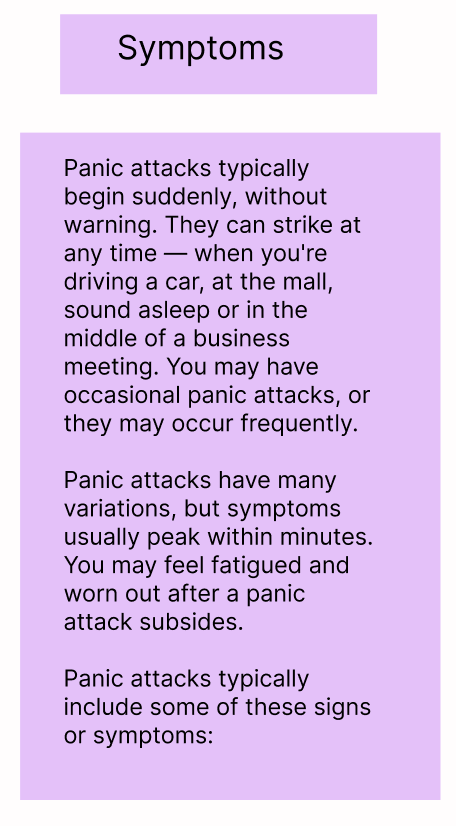 Symptoms
Panic attacks typically
begin suddenly, without
warning. They can strike at
any time — when you're
driving a car, at the mall,
sound asleep or in the
middle of a business
meeting. You may have
occasional panic attacks, or
they may occur frequently.
Panic attacks have many
variations, but symptoms
usually peak within minutes.
You may feel fatigued and
worn out after a panic
attack subsides.
Panic attacks typically
include some of these signs
or symptoms: